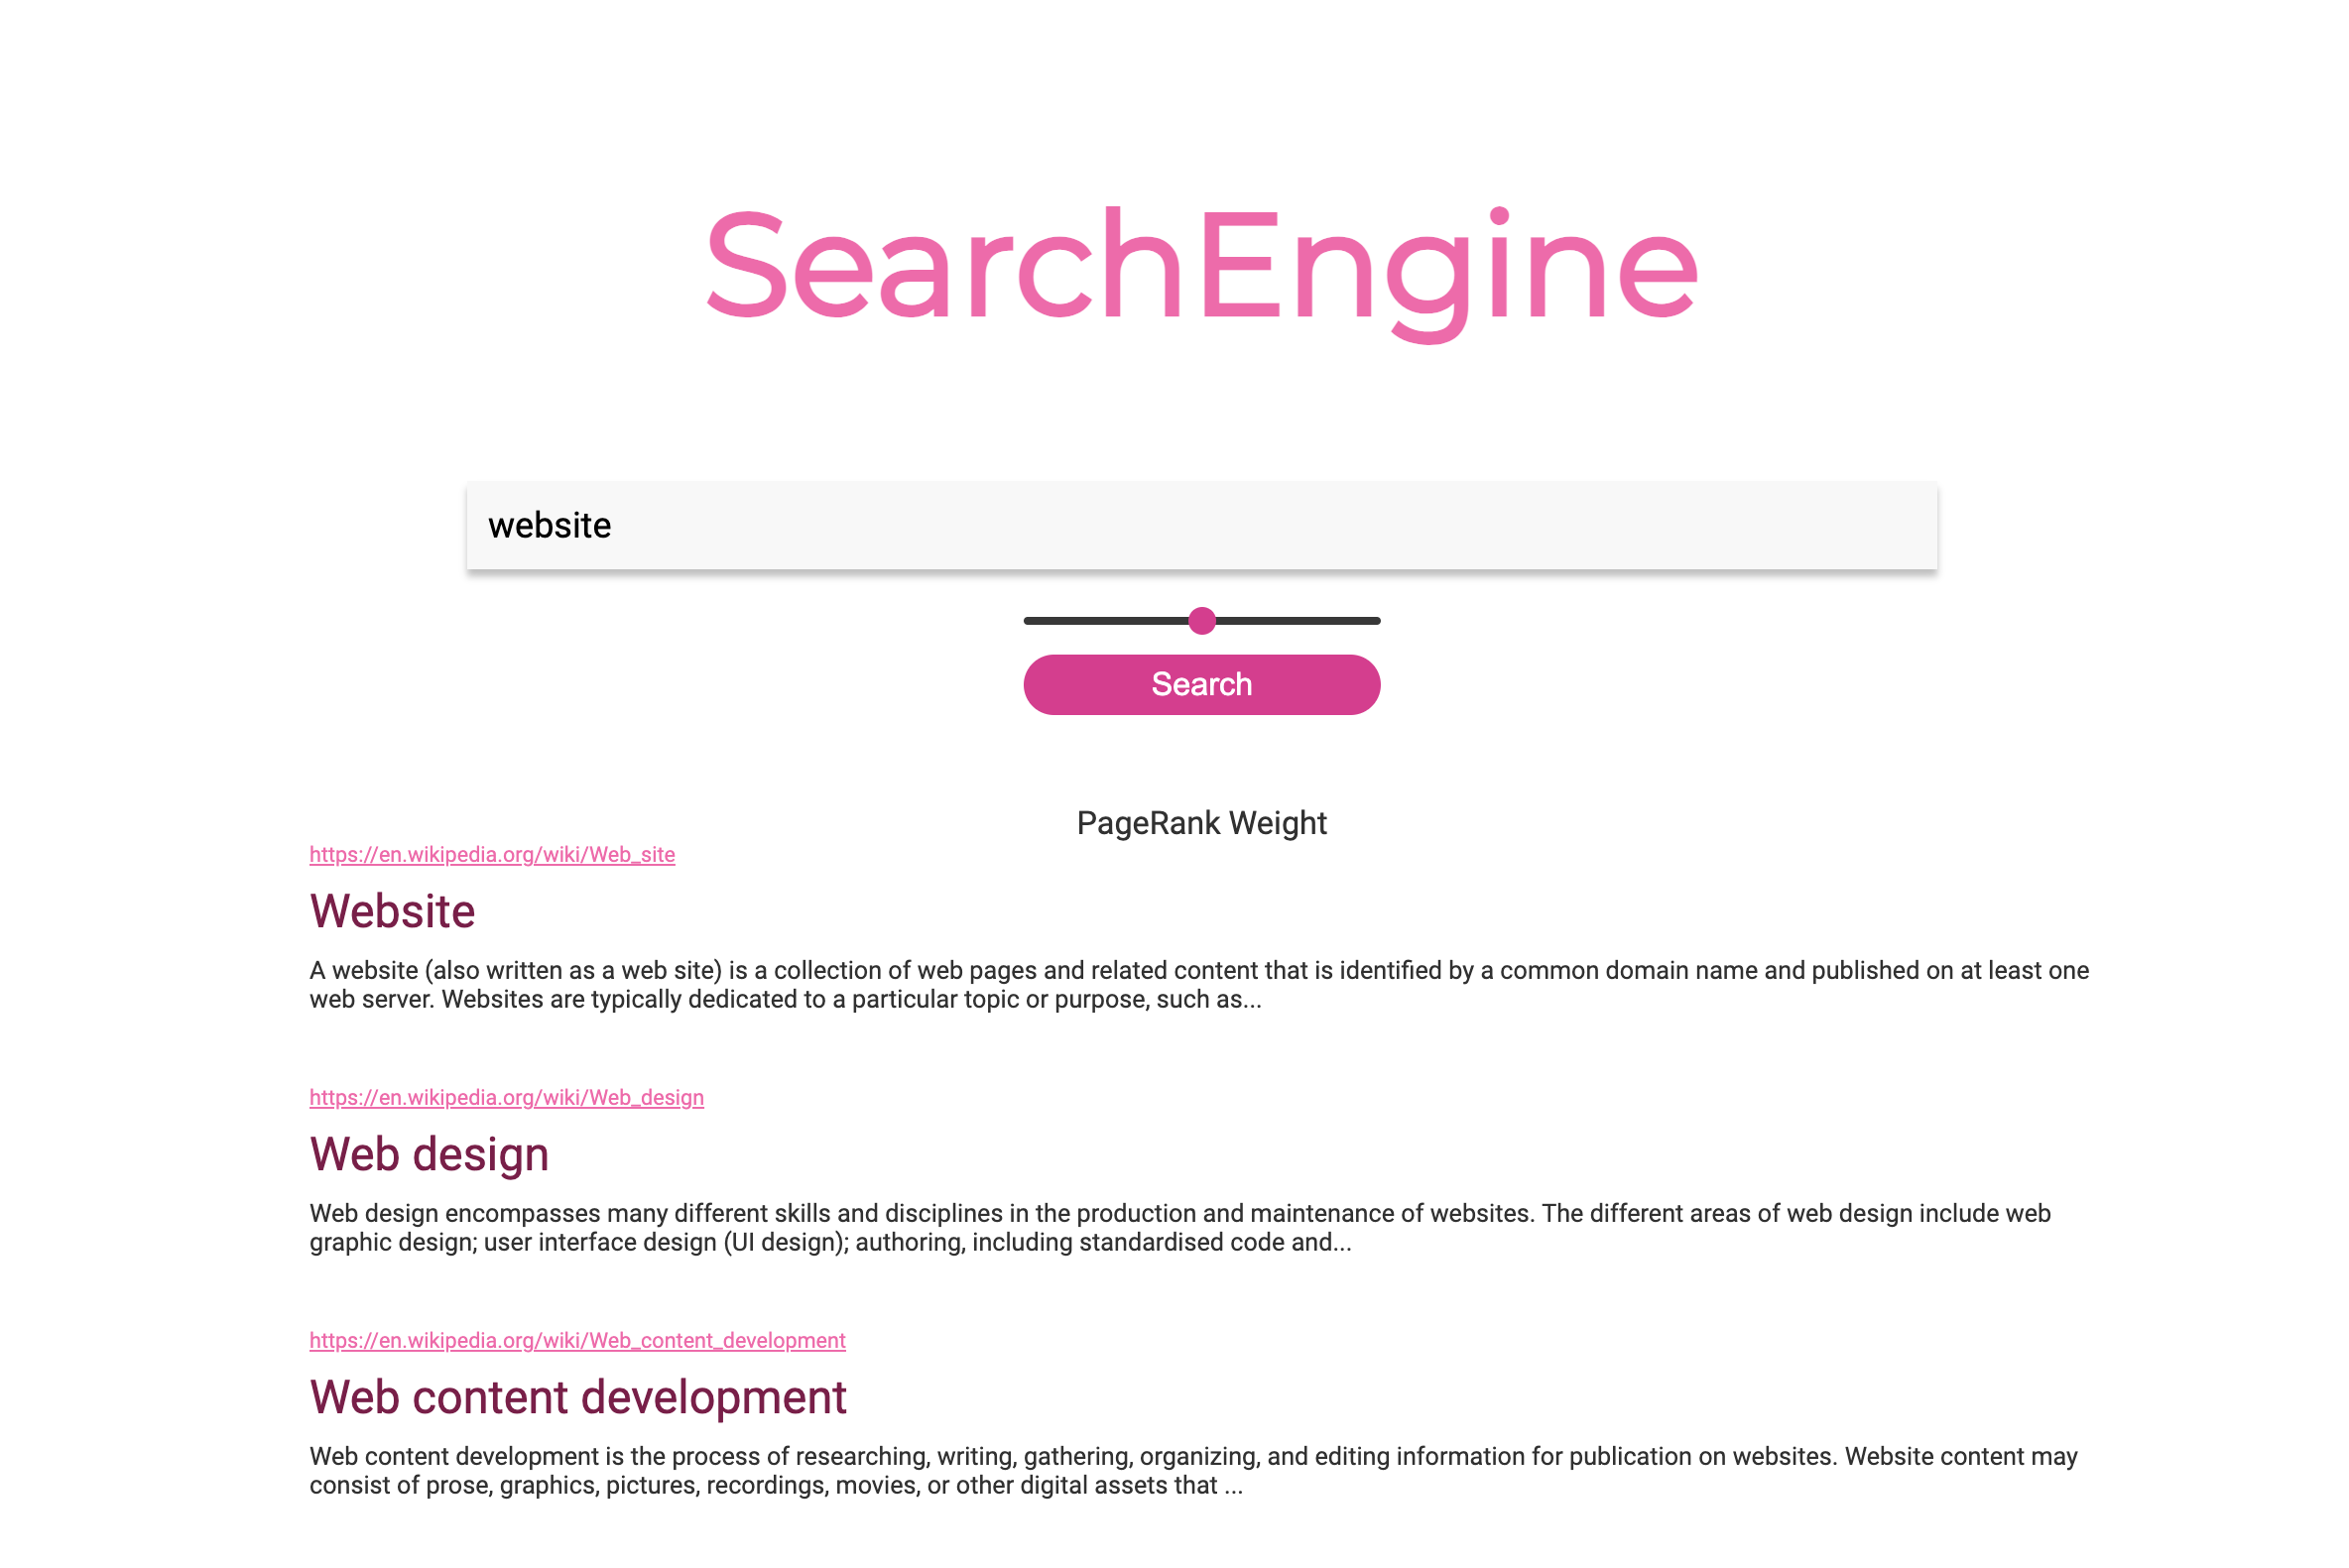 SearchEngine
website
Search
PageRank Weight
https://en.wikipedia.org/wiki/Web_site
Website
A website (also written as a web site) is a collection of web pages and related content that is identified by a common domain name and published on at least one
web server. Websites are typically dedicated to a particular topic or purpose, such as...
https://en.wikipedia.org/wiki/Web_design
Web design
Web design encompasses many different skills and disciplines in the production and maintenance of websites. The different areas of web design include web
graphic design; user interface design (UI design); authoring, including standardised code and...
https://en.wikipedia.org/wiki/Web_content_development
Web content development
Web content development is the process of researching, writing, gathering, organizing, and editing information for publication on websites. Website content may
consist of prose, graphics, pictures, recordings, movies, or other digital assets that ...